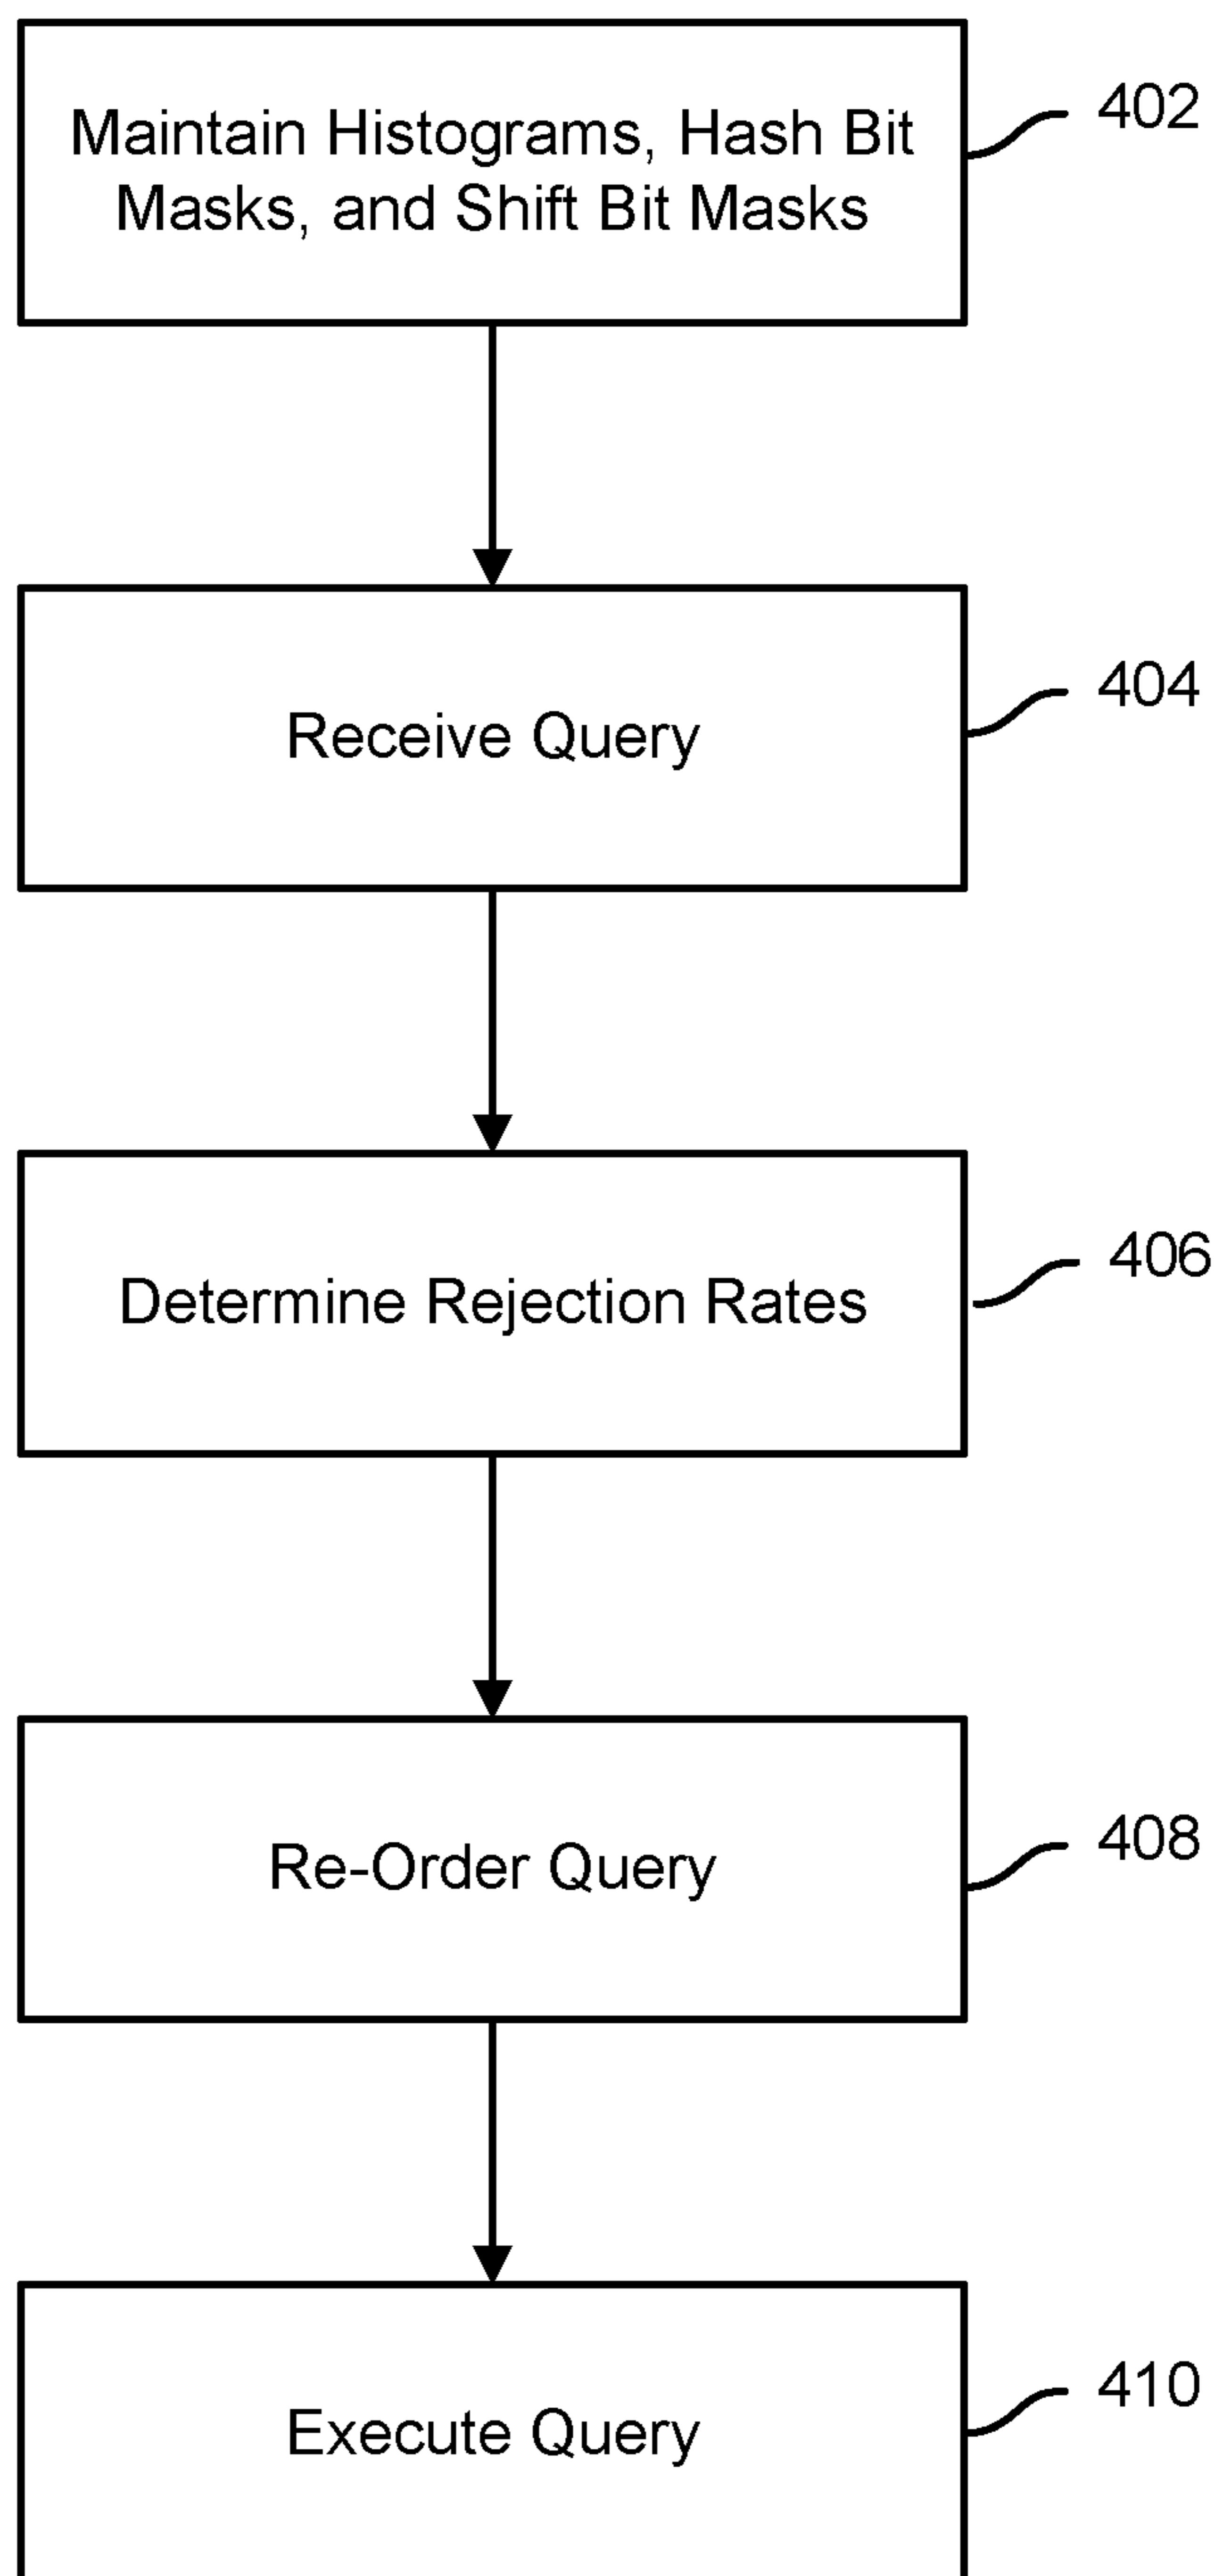 Maintain Histograms, Hash Bit
Masks, and Shift Bit Masks
402
Receive Query
404
Determine Rejection Rates
406
Re-Order Query
408
Execute Query
410